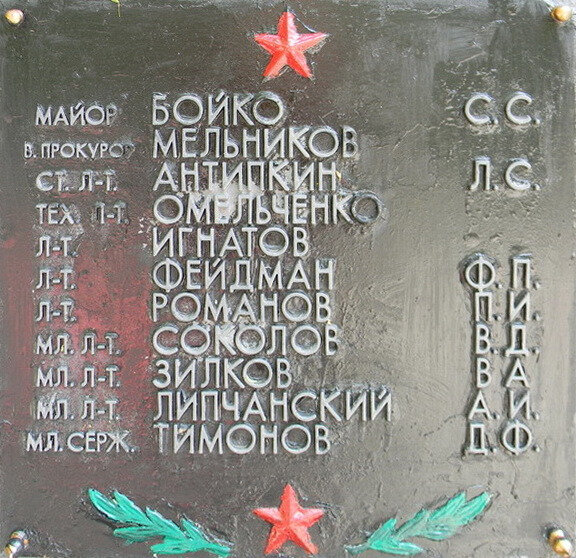 МАЙОР БОЙКО С. С.
В. ПРОКУРОР МЕЛЬНИКОВ
СТ. Л-Т. АНТИПКИН Л. С.
ТЕХ. Л-Т. ОМЕЛЬЧЕНКО
Л-Т. ИГНАТОВ
Л-Т. ФЕЙДМАН Ф. П.
Л-Т. РОМАНОВ П. И.
МЛ. Л-Т. СОКОЛОВ В. Д.
МЛ. Л-Т. ЗИЛКОВ В. А.
МЛ. Л-Т. ЛИПЧАНСКИЙ А. И.
МЛ. СЕРЖ. ТИМОНОВ Д. Ф.